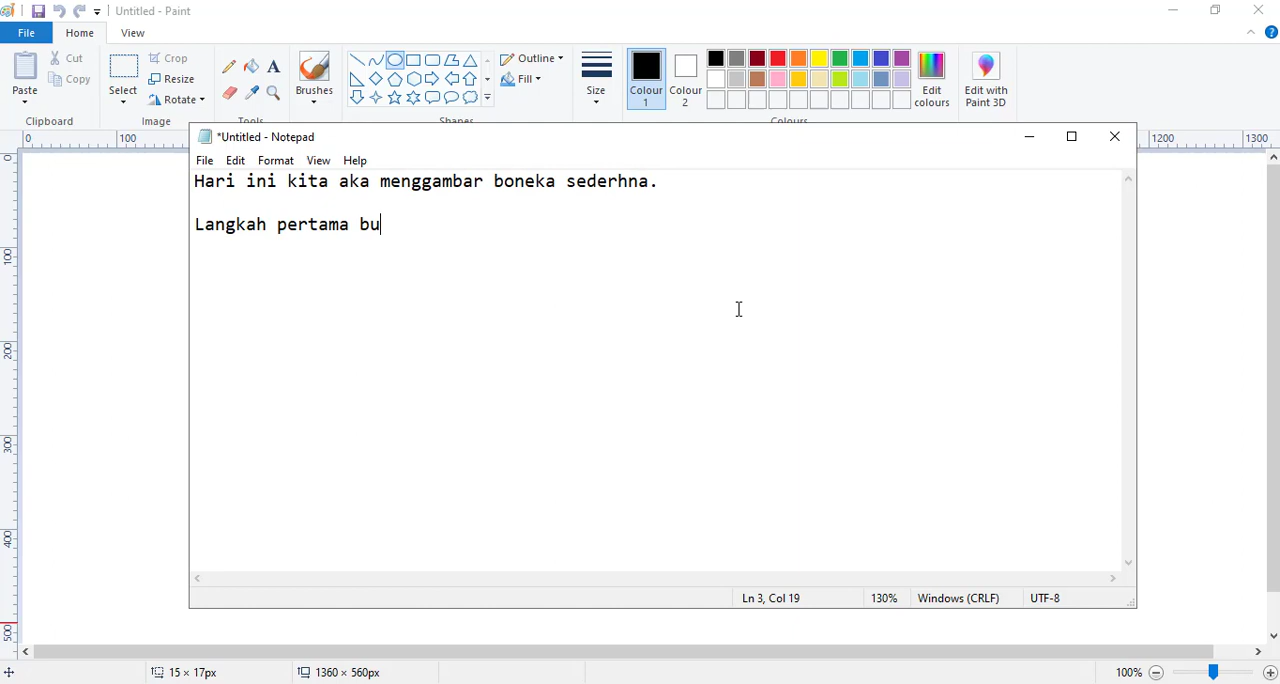 Untitled - Paint
File Home View
Cut
Copy
Paste
Clipboard
Crop
Resize
Rotate
Select
Image
Tools
Brushes
Shapes
Outline
Fill
Size
Colour 1
Colour 2
Edit colours
Colours
Edit with Paint 3D
0 100 1200 1300
0
100
200
300
400
500
*Untitled - Notepad
File Edit Format View Help
Hari ini kita aka menggambar boneka sederhna.
Langkah pertama bu
Ln 3, Col 19 130% Windows (CRLF) UTF-8
15 × 17px 1360 × 560px 100%